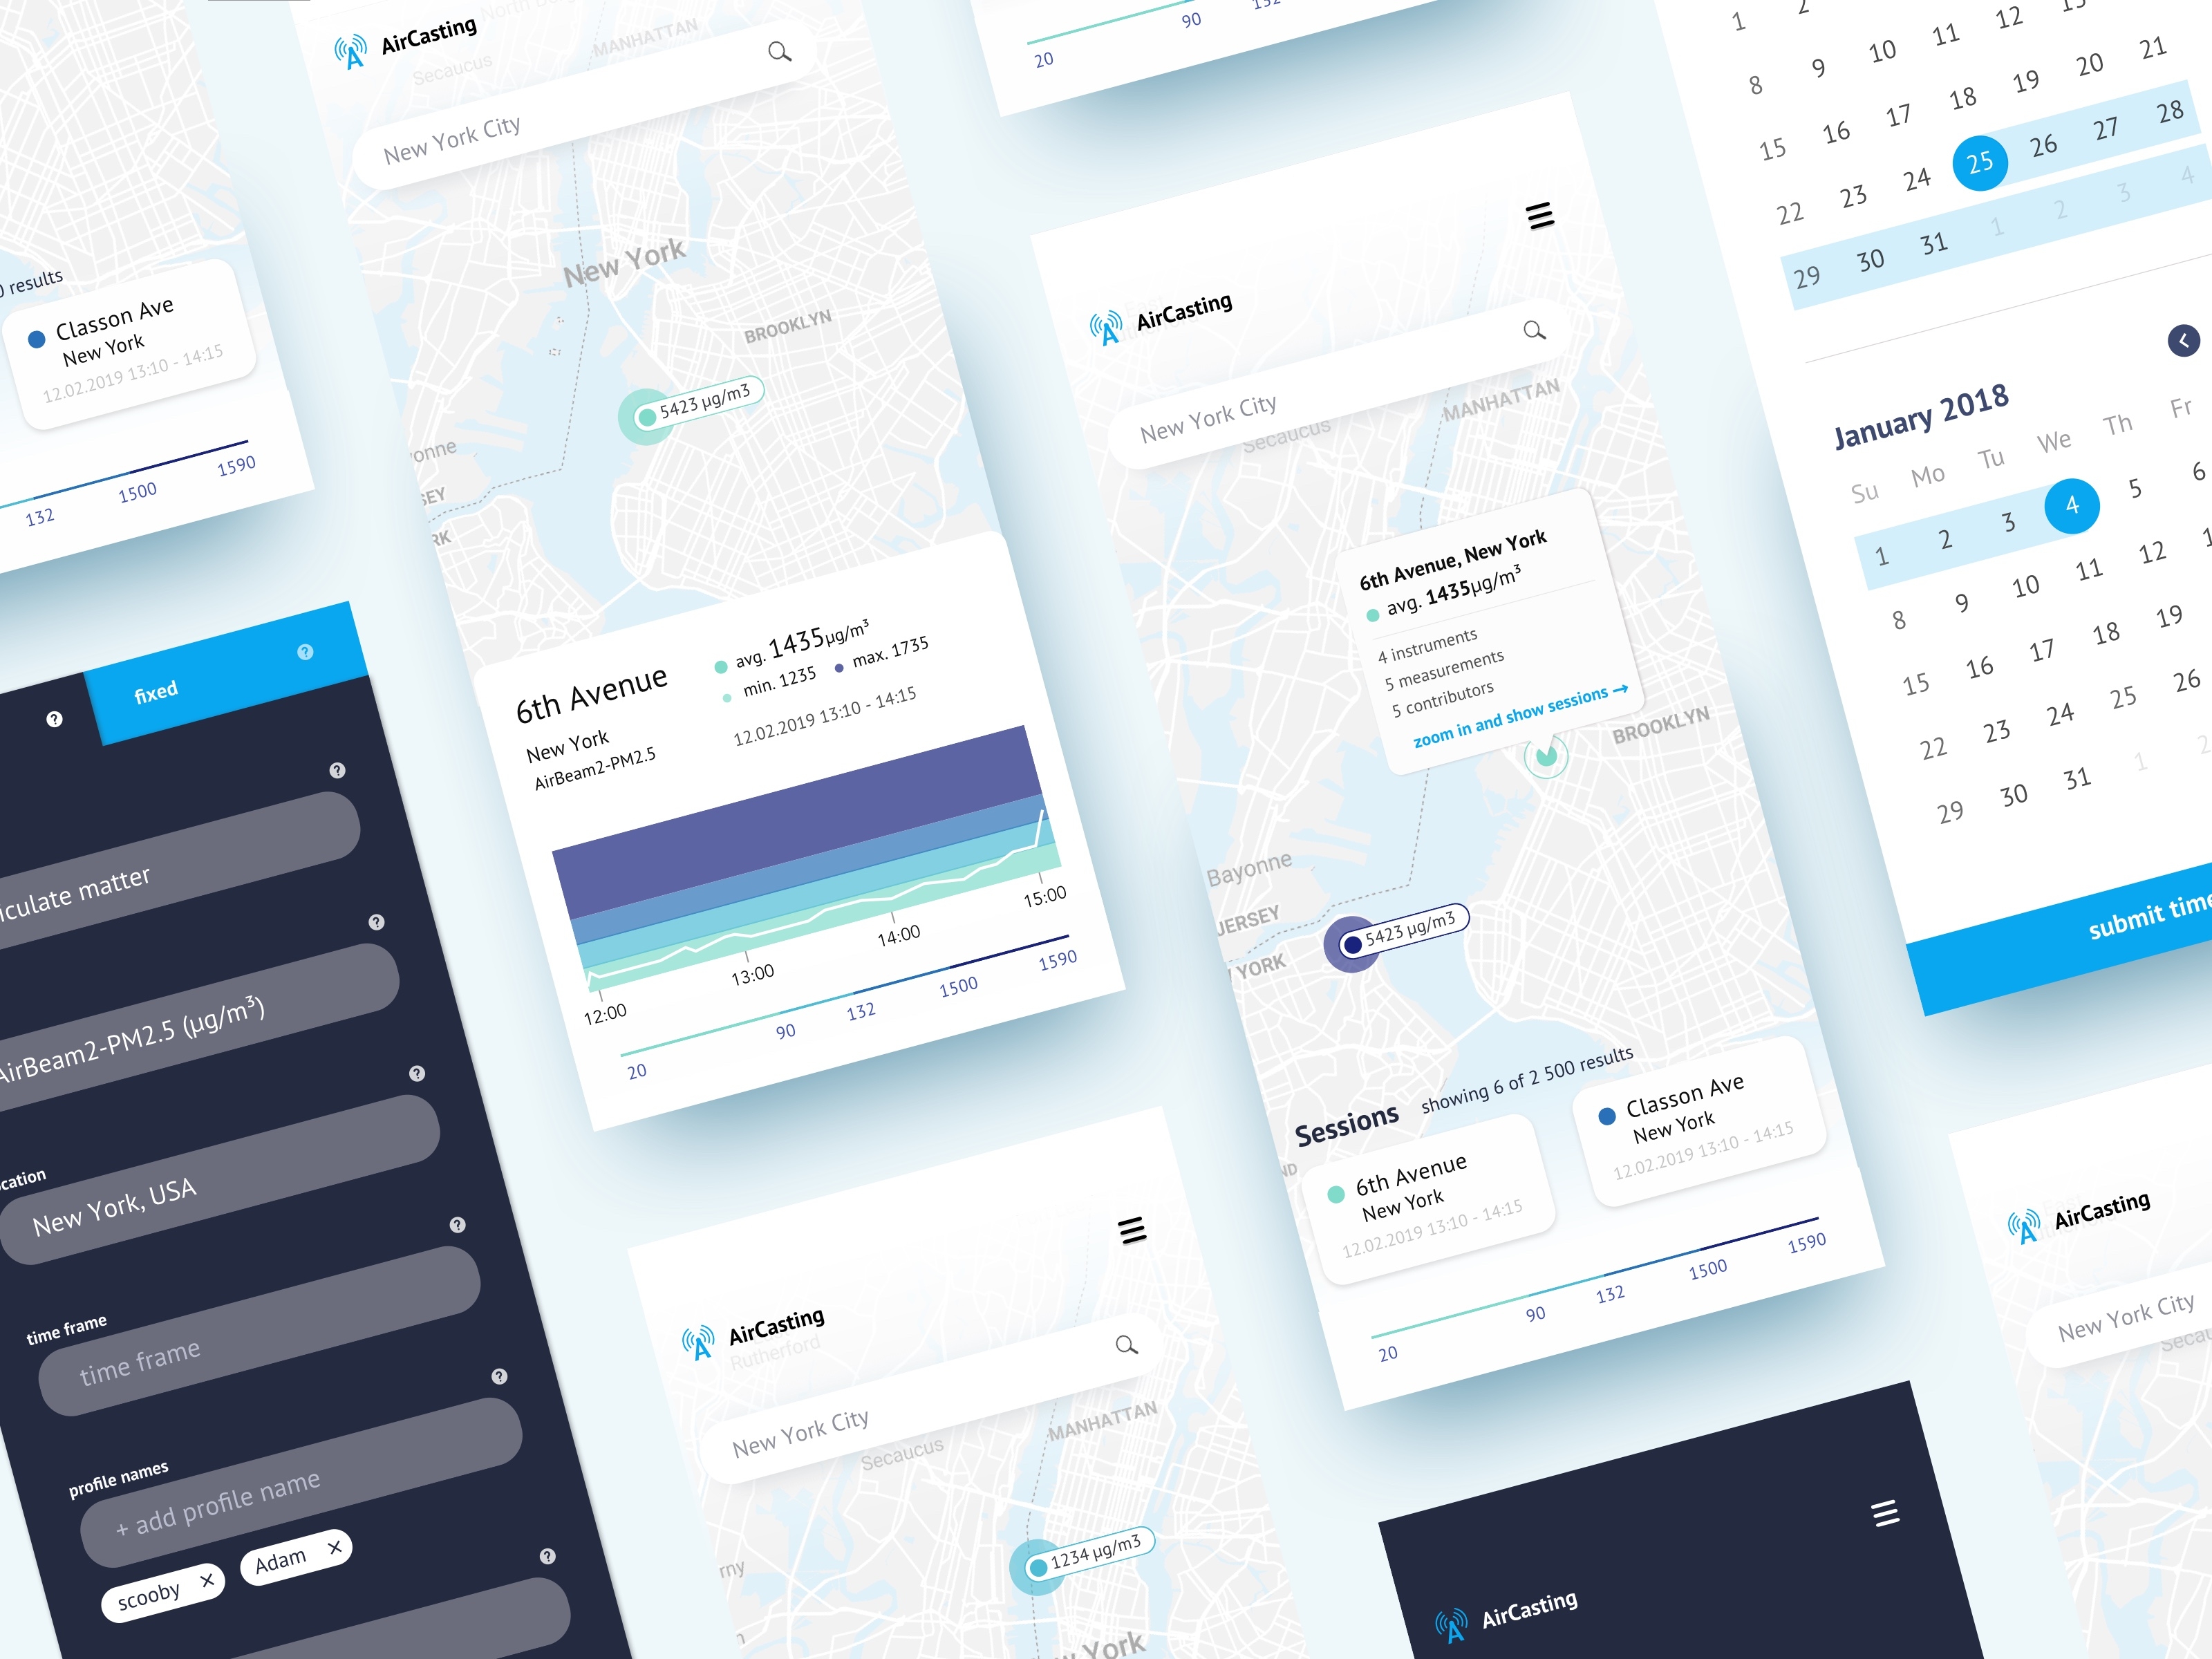 0 results
Classon Ave
New York
12.02.2019 13:10 - 14:15
132
1500
1590
fixed
iculate matter
AirBeam2-PM2.5 (µg/m³)
cation
New York, USA
time frame
time frame
profile names
+ add profile name
scooby
Adam
AirCasting
Secaucus
MANHATTAN
New York City
New York
BROOKLYN
5423 µg/m3
onne
SEY
RK
6th Avenue
New York
AirBeam2-PM2.5
avg. 1435µg/m³
min. 1235
max. 1735
12.02.2019 13:10 - 14:15
12:00
13:00
14:00
15:00
20
90
132
1500
1590
20
90
132
AirCasting
New York City
Secaucus
MANHATTAN
6th Avenue, New York
avg. 1435µg/m³
4 instruments
5 measurements
5 contributors
zoom in and show sessions →
BROOKLYN
Bayonne
JERSEY
YORK
5423 µg/m3
Sessions
showing 6 of 2 500 results
ND
6th Avenue
New York
12.02.2019 13:10 - 14:15
Classon Ave
New York
12.02.2019 13:10 - 14:15
20
90
132
1500
1590
AirCasting
Rutherford
New York City
Secaucus
MANHATTAN
rny
1234 µg/m3
York
1 2
8 9 10 11 12 13
15 16 17 18 19 20 21
22 23 24 25 26 27 28
29 30 31 1 2 3 4
January 2018
Su Mo Tu We Th Fr
1 2 3 4 5 6
8 9 10 11 12
15 16 17 18 19
22 23 24 25 26
29 30 31 1 2
submit time
AirCasting
AirCasting
New York City
Secau